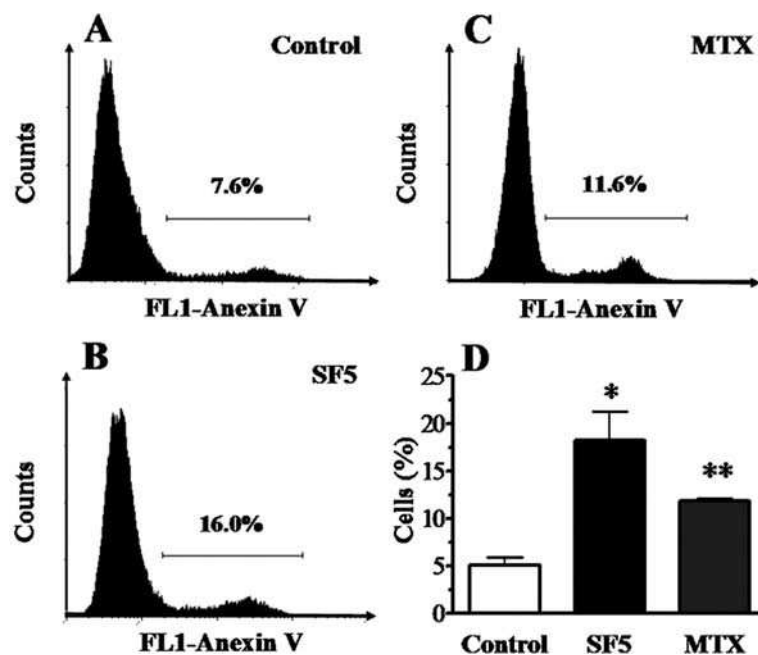 A
Control
Counts
7.6%
FL1-Anexin V
C
MTX
Counts
11.6%
FL1-Anexin V
B
SF5
Counts
16.0%
FL1-Anexin V
D
Cells (%)
25
20
15
10
5
0
*
**
Control SF5 MTX